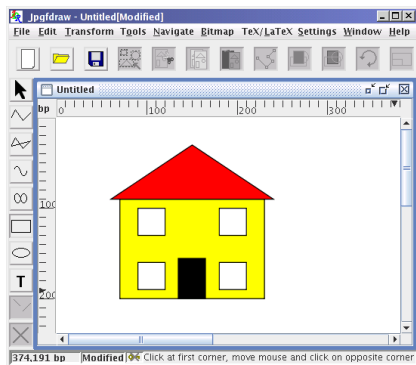 Jpgfdraw - Untitled[Modified]
File Edit Transform Tools Navigate Bitmap TeX/LaTeX Settings Window Help
Untitled
bp 0 100 200 300
100
200
T
374,191 bp Modified Click at first corner, move mouse and click on opposite corner